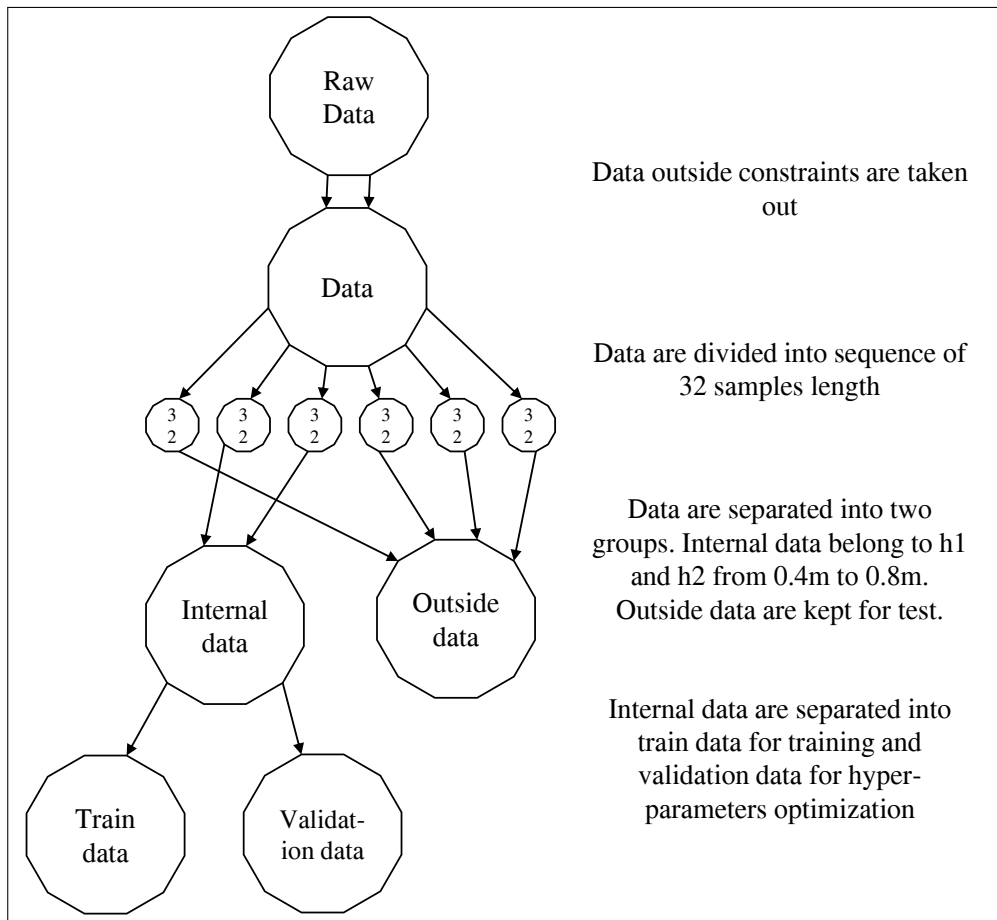 Raw
Data
Data outside constraints are taken
out
Data
Data are divided into sequence of
32 samples length
3
2
3
2
3
2
3
2
3
2
3
2
Data are separated into two
groups. Internal data belong to h1
and h2 from 0.4m to 0.8m.
Outside data are kept for test.
Internal
data
Outside
data
Internal data are separated into
train data for training and
validation data for hyper-
parameters optimization
Train
data
Validat-
ion data